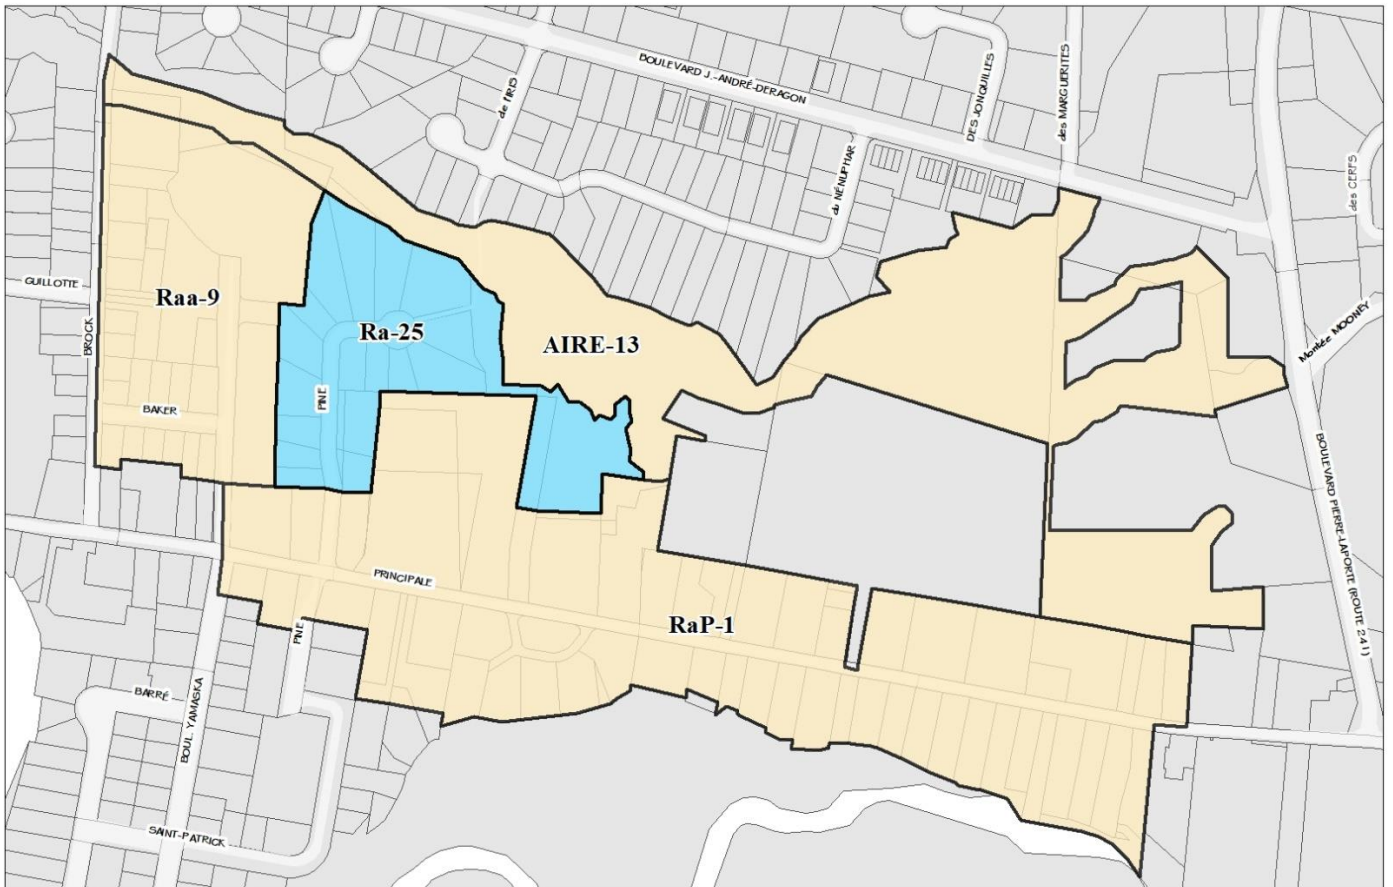 BOULEVARD J.-ANDRÉ-DERAGON
de l'IRIS
DES JONQUILLES
des MARGUERITES
des CERFS
du NÉNUPHAR
GUILLOTTE
Raa-9
Ra-25
AIRE-13
Montée MOONEY
BROCK
PINE
BAKER
BOULEVARD PIERRE-LAPORTE (ROUTE 241)
PRINCIPALE
RaP-1
PINE
BARRÉ
BOUL. YAMASKA
SAINT-PATRICK